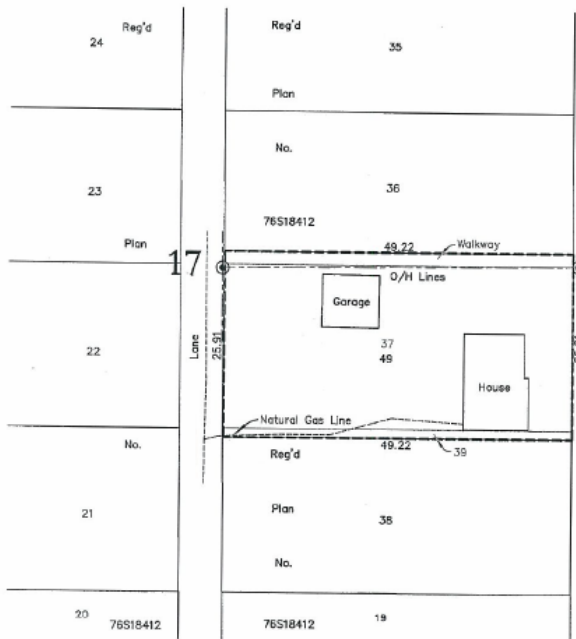 24 Reg'd Reg'd
35
Plan
No.
23 36
76S18412
Plan 49.22 Walkway
17
O/H Lines
Garage
Lane 25.91 37
22 49
House
Natural Gas Line
No. 49.22 39
Reg'd
Plan
21 38
No.
20 76S18412 76S18412 19